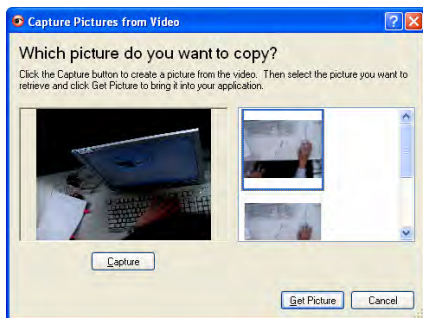 Capture Pictures from Video
Which picture do you want to copy?
Click the Capture button to create a picture from the video. Then select the picture you want to
retrieve and click Get Picture to bring it into your application.
Capture
Get Picture
Cancel